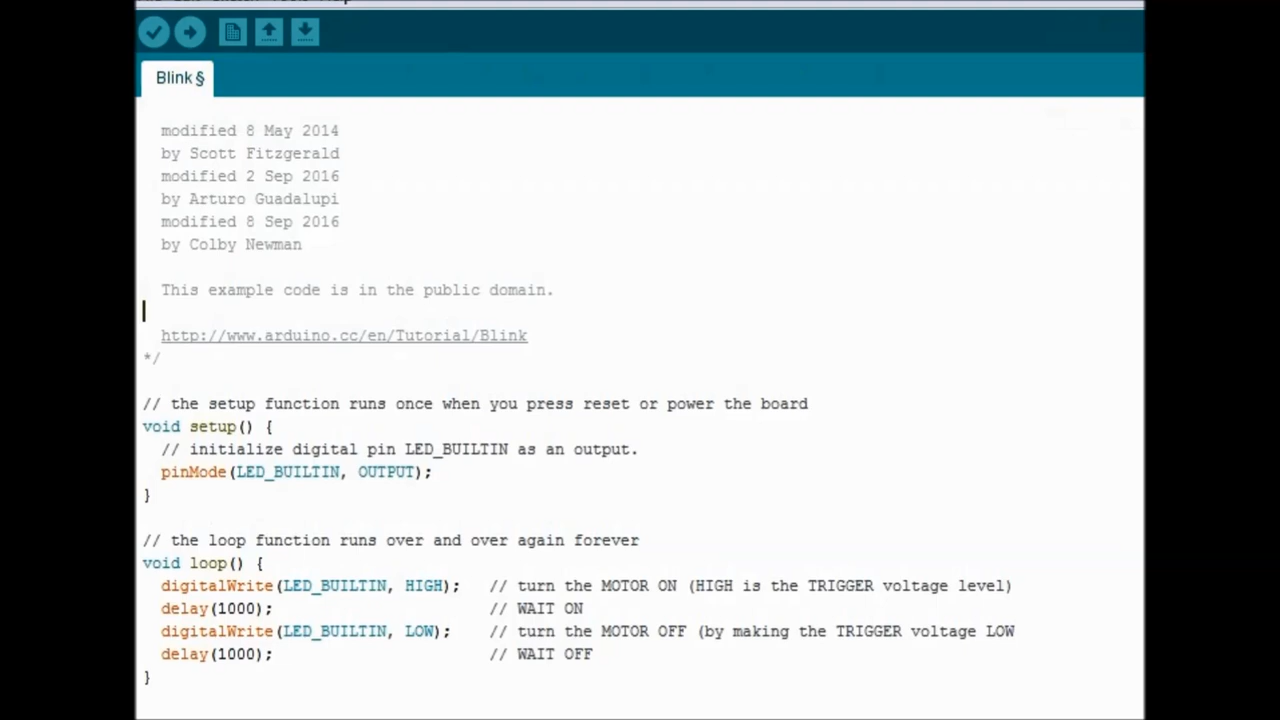 Blink §
modified 8 May 2014
by Scott Fitzgerald
modified 2 Sep 2016
by Arturo Guadalupi
modified 8 Sep 2016
by Colby Newman
This example code is in the public domain.
http://www.arduino.cc/en/Tutorial/Blink
*/
// the setup function runs once when you press reset or power the board
void setup() {
// initialize digital pin LED_BUILTIN as an output.
pinMode(LED_BUILTIN, OUTPUT);
}
// the loop function runs over and over again forever
void loop() {
digitalWrite(LED_BUILTIN, HIGH);   // turn the MOTOR ON (HIGH is the TRIGGER voltage level)
delay(1000);                       // WAIT ON
digitalWrite(LED_BUILTIN, LOW);    // turn the MOTOR OFF (by making the TRIGGER voltage LOW
delay(1000);                       // WAIT OFF
}